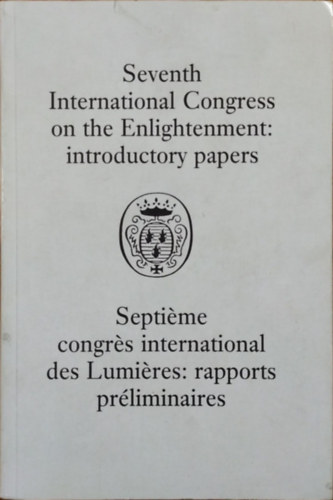 Seventh
International Congress
on the Enlightenment:
introductory papers
Septième
congrès international
des Lumières: rapports
préliminaires